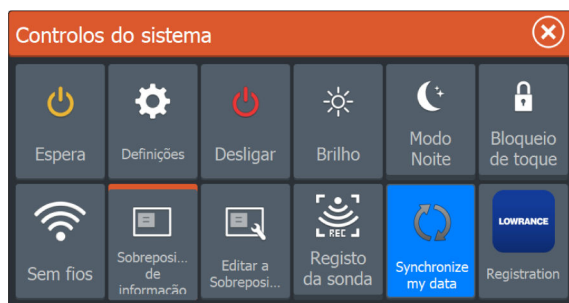 Controlos do sistema
Espera
Definições
Desligar
Brilho
Modo
Noite
Bloqueio
de toque
Sem fios
Sobreposi...
de
informação
Editar a
Sobreposi...
REC
Registo
da sonda
Synchronize
my data
LOWRANCE
Registration